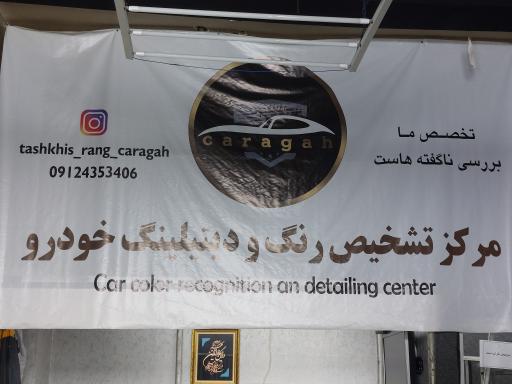 tashkhis_rang_caragah
09124353406
caragah
تخصص ما
بررسی ناگفته هاست
مرکز تشخیص رنگ و دیتیلینگ خودرو
Car color recognition an detailing center